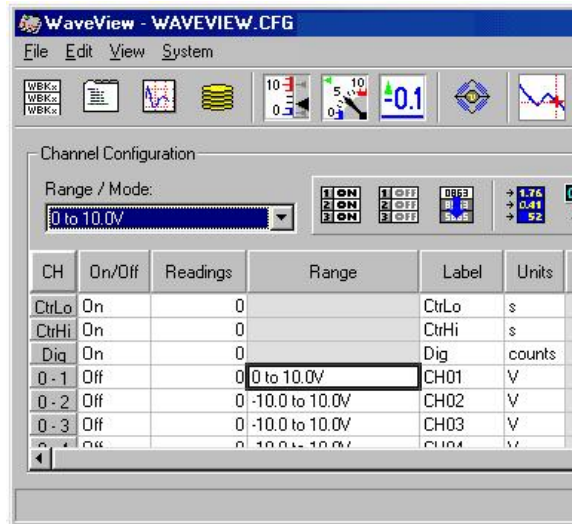 WaveView - WAVEVIEW.CFG
File Edit View System
WBKx
WBKx
WBKx
10
0
5 10
0
-0.1
Channel Configuration
Range / Mode:
0 to 10.0V
1 ON
2 ON
3 ON
1 OFF
2 OFF
3 OFF
1.76
0.41
52
CH On/Off Readings Range Label Units
CtrLo On 0 CtrLo s
CtrHi On 0 CtrHi s
Dig On 0 Dig counts
0 - 1 Off 0 0 to 10.0V CH01 V
0 - 2 Off 0 -10.0 to 10.0V CH02 V
0 - 3 Off 0 -10.0 to 10.0V CH03 V